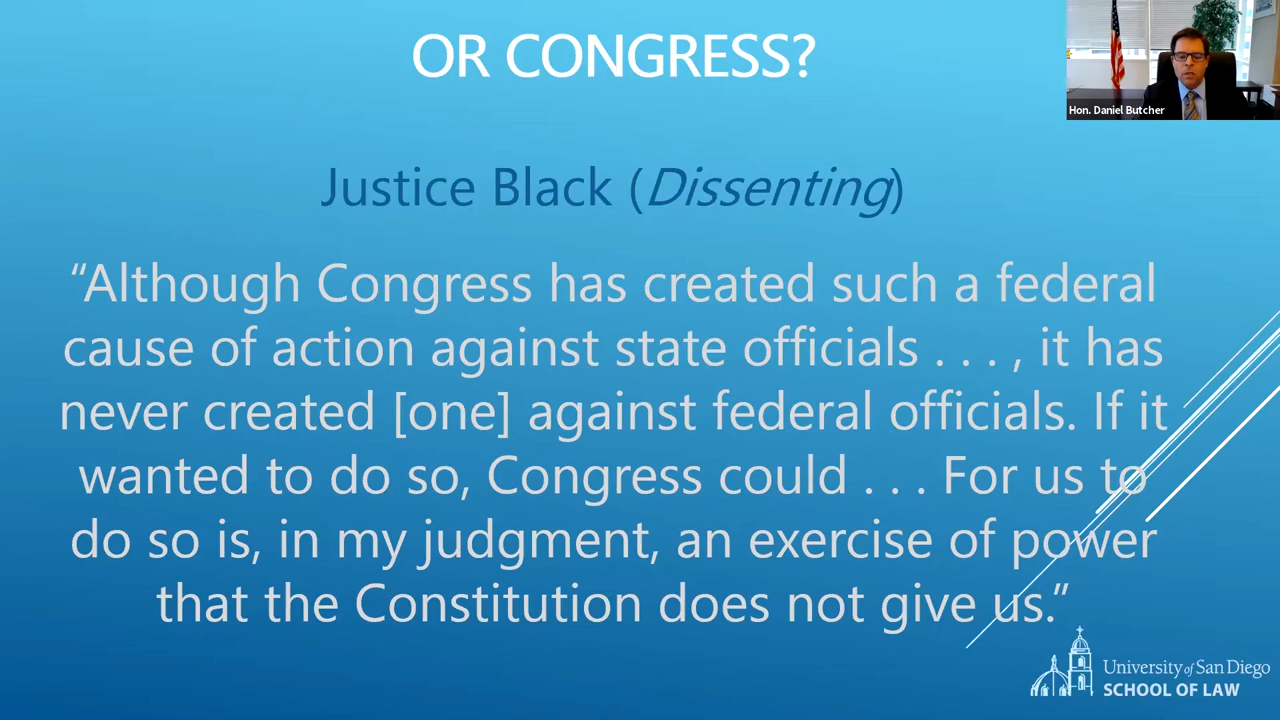 OR CONGRESS?
Hon. Daniel Butcher
Justice Black (Dissenting)
“Although Congress has created such a federal
cause of action against state officials . . . , it has
never created [one] against federal officials. If it
wanted to do so, Congress could . . . For us to
do so is, in my judgment, an exercise of power
that the Constitution does not give us.”
University of San Diego
SCHOOL OF LAW